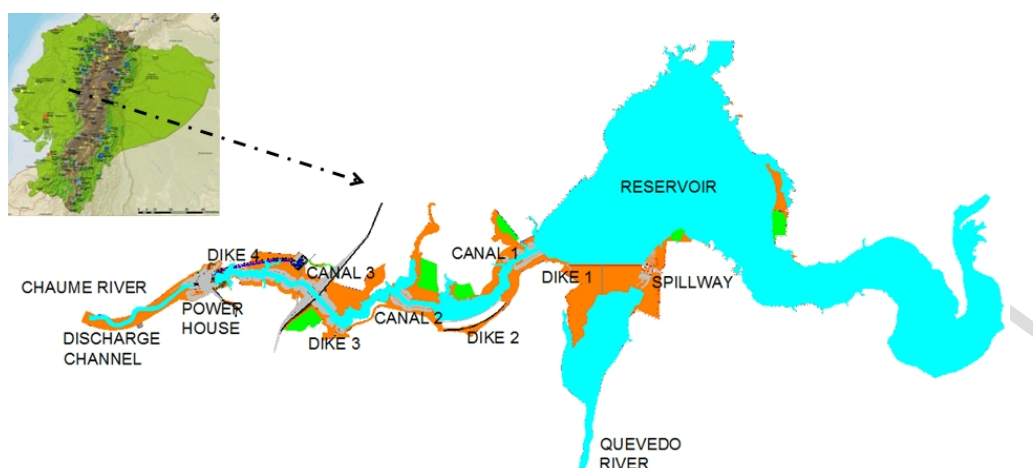 RESERVOIR
CANAL 1
DIKE 4
CANAL 3
DIKE 1
SPILLWAY
CHAUME RIVER
POWER
HOUSE
CANAL 2
DISCHARGE
CHANNEL
DIKE 3
DIKE 2
QUEVEDO
RIVER